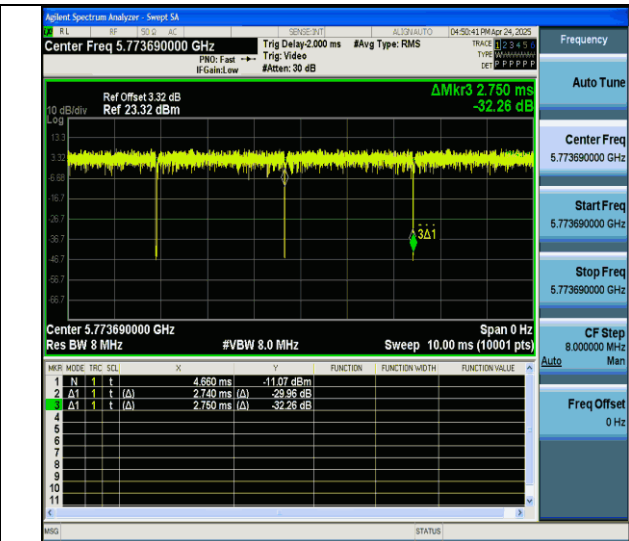 Agilent Spectrum Analyzer - Swept SA
RL RF 50 Ω AC SENSE:INT ALIGN AUTO 04:50:41 PM Apr 24, 2025
Center Freq 5.773690000 GHz Trig Delay-2.000 ms #Avg Type: RMS TRACE 1 2 3 4 5 6
PNO: Fast Trig: Video TYPE
IFGain:Low #Atten: 30 dB DET P P P P P P
ΔMkr3 2.750 ms
-32.26 dB
Ref Offset 3.32 dB
10 dB/div Ref 23.32 dBm
Log
13.3
3.32
-6.68
-16.7
-26.7
-36.7
-46.7
-56.7
-66.7
3Δ1
Center 5.773690000 GHz Span 0 Hz
Res BW 8 MHz #VBW 8.0 MHz Sweep 10.00 ms (10001 pts)
MKR MODE TRC SCL X Y FUNCTION FUNCTION WIDTH FUNCTION VALUE
1 N 1 t 4.660 ms -11.07 dBm
2 Δ1 1 t (Δ) 2.740 ms (Δ) -29.96 dB
3 Δ1 1 t (Δ) 2.750 ms (Δ) -32.26 dB
4
5
6
7
8
9
10
11
MSG STATUS
Frequency
Auto Tune
Center Freq
5.773690000 GHz
Start Freq
5.773690000 GHz
Stop Freq
5.773690000 GHz
CF Step
8.000000 MHz
Auto Man
Freq Offset
0 Hz